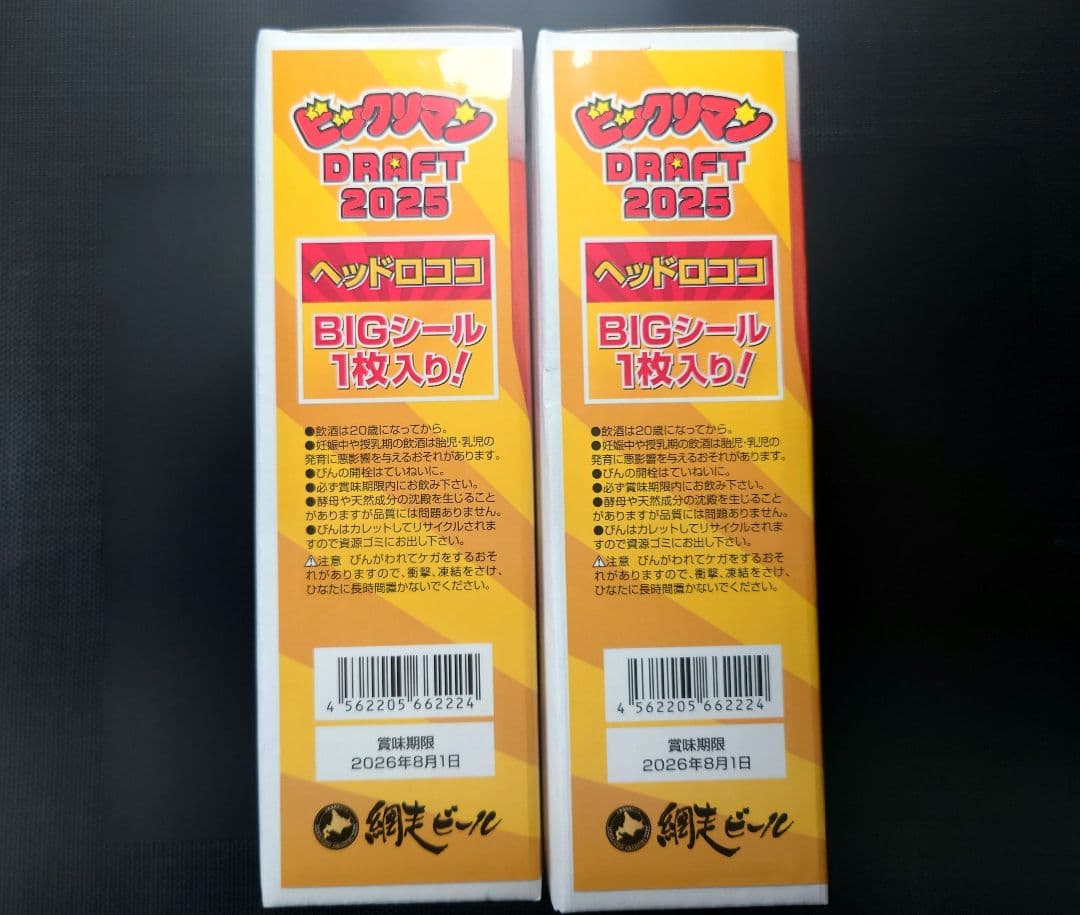 ビックリマン
DRAFT
2025
ヘッドロココ
BIGシール
1枚入り!
●飲酒は20歳になってから。
●妊娠中や授乳期の飲酒は胎児・乳児の
発育に悪影響を与えるおそれがあります。
●びんの開栓はていねいに。
●必ず賞味期限内にお飲み下さい。
●酵母や天然成分の沈殿を生じること
がありますが品質には問題ありません。
●びんはカレットしてリサイクルされま
すので資源ゴミにお出し下さい。
⚠注意 びんがわれてケガをするおそ
れがありますので、衝撃、凍結をさけ、
ひなたに長時間置かないでください。
4 562205 662224
賞味期限
2026年8月1日
網走ビール
ビックリマン
DRAFT
2025
ヘッドロココ
BIGシール
1枚入り!
●飲酒は20歳になってから。
●妊娠中や授乳期の飲酒は胎児・乳児の
発育に悪影響を与えるおそれがあります。
●びんの開栓はていねいに。
●必ず賞味期限内にお飲み下さい。
●酵母や天然成分の沈殿を生じること
がありますが品質には問題ありません。
●びんはカレットしてリサイクルされま
すので資源ゴミにお出し下さい。
⚠注意 びんがわれてケガをするおそ
れがありますので、衝撃、凍結をさけ、
ひなたに長時間置かないでください。
4 562205 662224
賞味期限
2026年8月1日
網走ビール